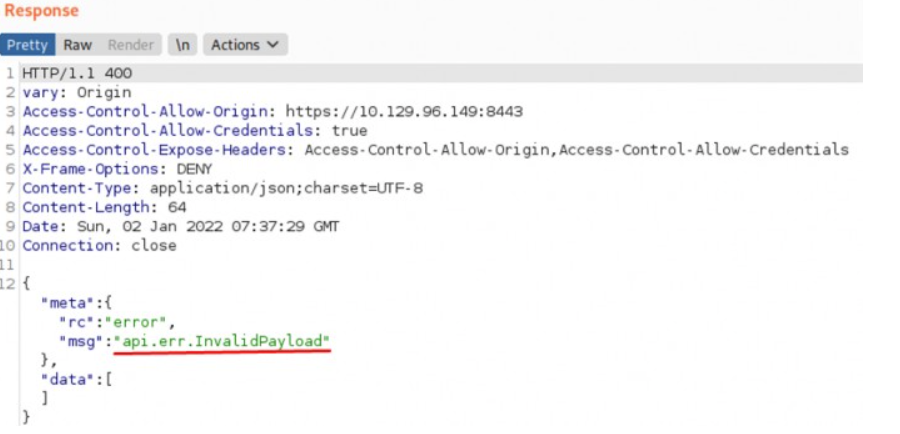 Response
Pretty Raw Render \n Actions
1 HTTP/1.1 400
2 vary: Origin
3 Access-Control-Allow-Origin: https://10.129.96.149:8443
4 Access-Control-Allow-Credentials: true
5 Access-Control-Expose-Headers: Access-Control-Allow-Origin,Access-Control-Allow-Credentials
6 X-Frame-Options: DENY
7 Content-Type: application/json;charset=UTF-8
8 Content-Length: 64
9 Date: Sun, 02 Jan 2022 07:37:29 GMT
10 Connection: close
11
12 {
"meta":{
"rc":"error",
"msg":"api.err.InvalidPayload"
},
"data":[
]
}